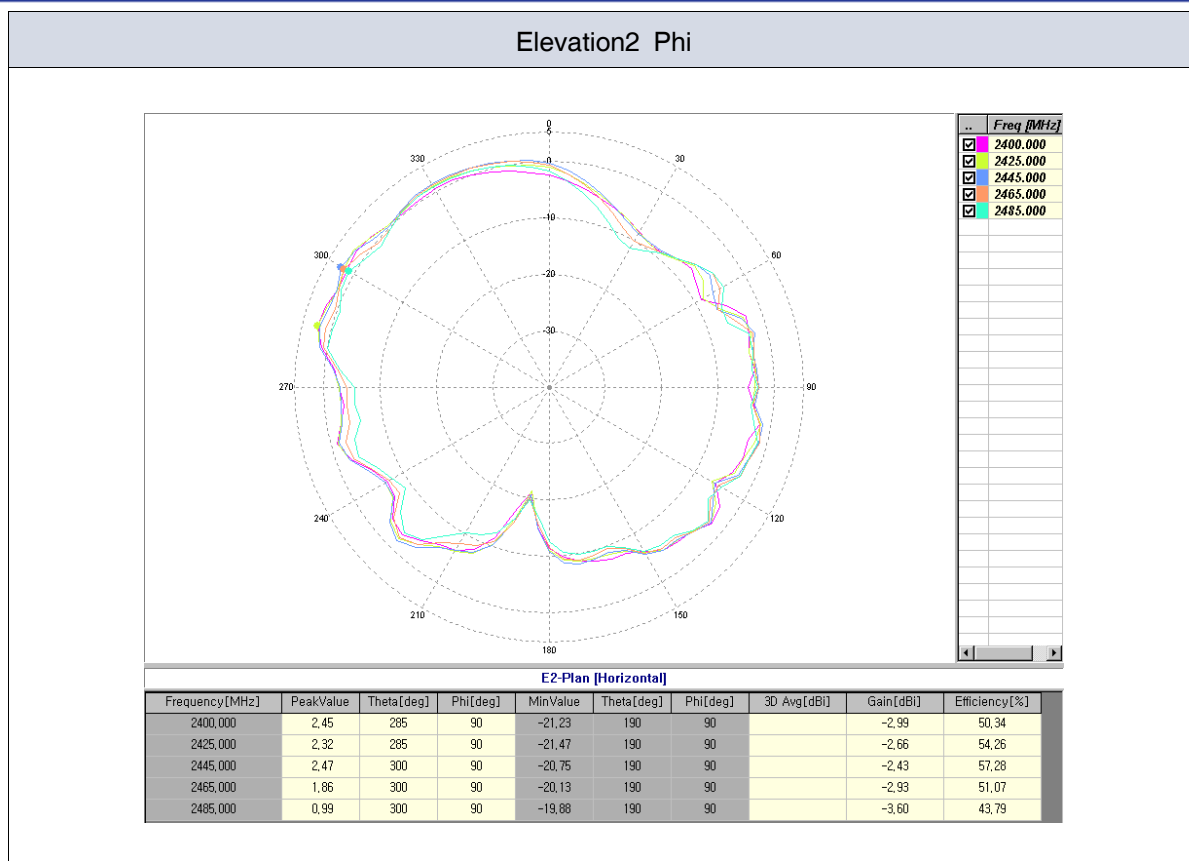 Elevation2 Phi
0
5
0
-10
-20
-30
30
60
90
120
150
180
210
240
270
300
330
.. Freq [MHz]
2400.000
2425.000
2445.000
2465.000
2485.000
E2-Plan [Horizontal]
Frequency[MHz] PeakValue Theta[deg] Phi[deg] MinValue Theta[deg] Phi[deg] 3D Avg[dBi] Gain[dBi] Efficiency[%]
2400,000 2,45 285 90 -21,23 190 90 -2,99 50,34
2425,000 2,32 285 90 -21,47 190 90 -2,66 54,26
2445,000 2,47 300 90 -20,75 190 90 -2,43 57,28
2465,000 1,86 300 90 -20,13 190 90 -2,93 51,07
2485,000 0,99 300 90 -19,88 190 90 -3,60 43,79